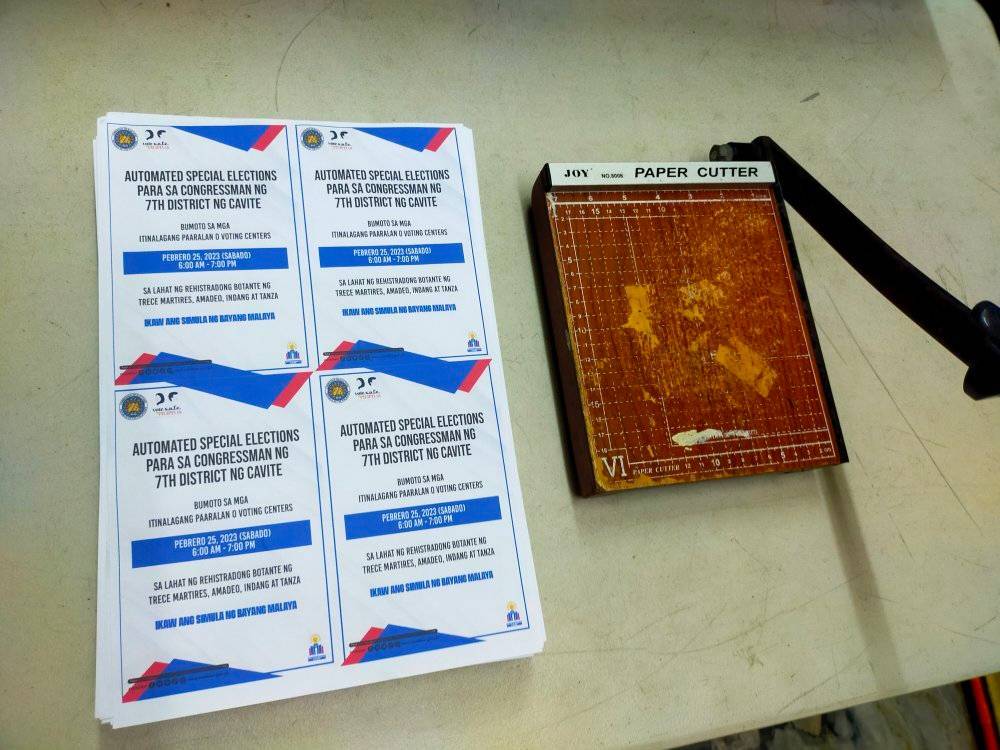 AUTOMATED SPECIAL ELECTIONS
PARA SA CONGRESSMAN NG
7TH DISTRICT NG CAVITE
BUMOTO SA MGA
ITINALAGANG PAARALAN O VOTING CENTERS
PEBRERO 25, 2023 (SABADO)
6:00 AM - 7:00 PM
SA LAHAT NG REHISTRADONG BOTANTE NG
TRECE MARTIRES, AMADEO, INDANG AT TANZA
IKAW ANG SIMULA NG BAYANG MALAYA
AUTOMATED SPECIAL ELECTIONS
PARA SA CONGRESSMAN NG
7TH DISTRICT NG CAVITE
BUMOTO SA MGA
ITINALAGANG PAARALAN O VOTING CENTERS
PEBRERO 25, 2023 (SABADO)
6:00 AM - 7:00 PM
SA LAHAT NG REHISTRADONG BOTANTE NG
TRECE MARTIRES, AMADEO, INDANG AT TANZA
IKAW ANG SIMULA NG BAYANG MALAYA
AUTOMATED SPECIAL ELECTIONS
PARA SA CONGRESSMAN NG
7TH DISTRICT NG CAVITE
BUMOTO SA MGA
ITINALAGANG PAARALAN O VOTING CENTERS
PEBRERO 25, 2023 (SABADO)
6:00 AM - 7:00 PM
SA LAHAT NG REHISTRADONG BOTANTE NG
TRECE MARTIRES, AMADEO, INDANG AT TANZA
IKAW ANG SIMULA NG BAYANG MALAYA
AUTOMATED SPECIAL ELECTIONS
PARA SA CONGRESSMAN NG
7TH DISTRICT NG CAVITE
BUMOTO SA MGA
ITINALAGANG PAARALAN O VOTING CENTERS
PEBRERO 25, 2023 (SABADO)
6:00 AM - 7:00 PM
SA LAHAT NG REHISTRADONG BOTANTE NG
TRECE MARTIRES, AMADEO, INDANG AT TANZA
IKAW ANG SIMULA NG BAYANG MALAYA
JOY NO.8006 PAPER CUTTER
VI PAPER CUTTER